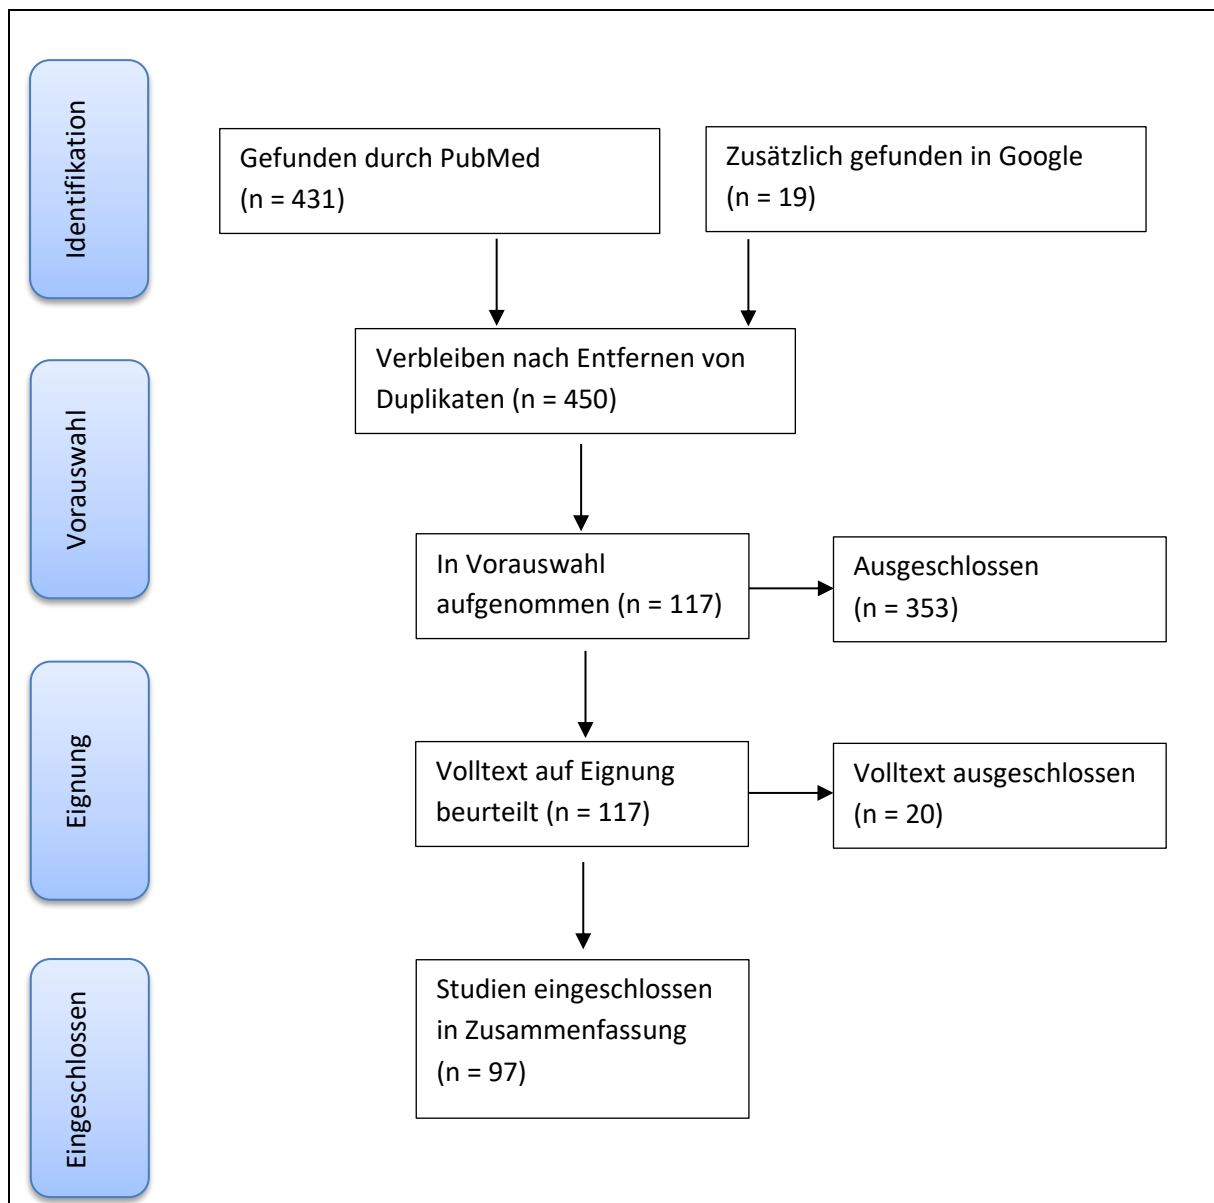 Identifikation
Gefunden durch PubMed
(n = 431)
Zusätzlich gefunden in Google
(n = 19)
Vorauswahl
Verbleiben nach Entfernen von
Duplikaten (n = 450)
In Vorauswahl
aufgenommen (n = 117)
Ausgeschlossen
(n = 353)
Eignung
Volltext auf Eignung
beurteilt (n = 117)
Volltext ausgeschlossen
(n = 20)
Eingeschlossen
Studien eingeschlossen
in Zusammenfassung
(n = 97)